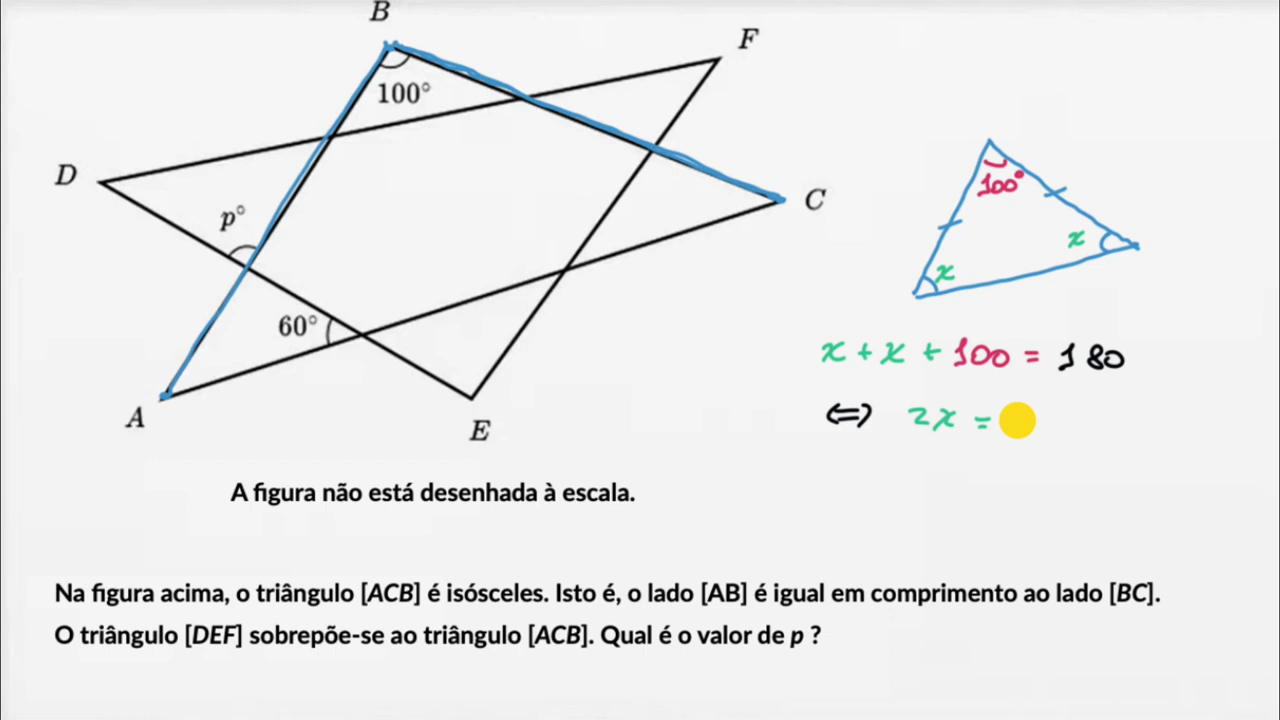 B
F
100°
D
C
p°
60°
A
E
100°
x
x
x + x + 100 = 180
⇔ 2x =
A figura não está desenhada à escala.
Na figura acima, o triângulo [ACB] é isósceles. Isto é, o lado [AB] é igual em comprimento ao lado [BC].
O triângulo [DEF] sobrepõe-se ao triângulo [ACB]. Qual é o valor de p ?